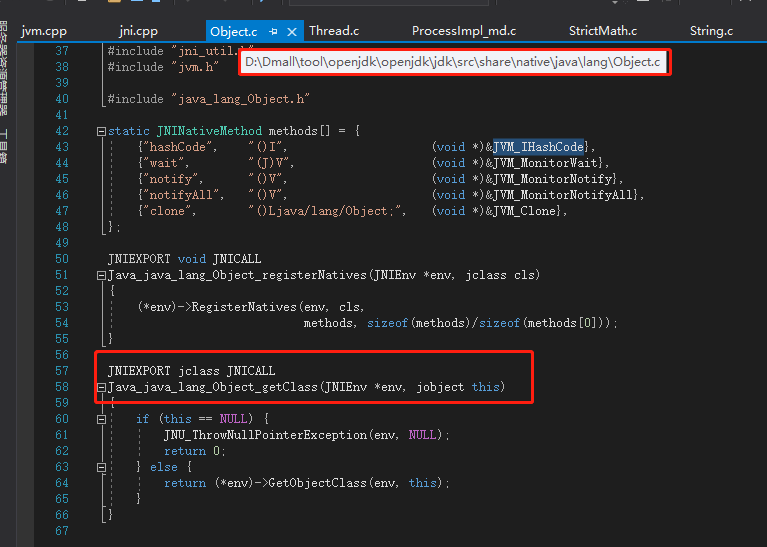 jvm.cpp jni.cpp Object.c Thread.c ProcessImpl_md.c StrictMath.c String.c
D:\Dmall\tool\openjdk\openjdk\jdk\src\share\native\java\lang\Object.c
服务器资源管理器 工具箱
37 #include "jni_util.h"
38 #include "jvm.h"
39
40 #include "java_lang_Object.h"
41
42 static JNINativeMethod methods[] = {
43 {"hashCode", "()I", (void *)&JVM_IHashCode},
44 {"wait", "(J)V", (void *)&JVM_MonitorWait},
45 {"notify", "()V", (void *)&JVM_MonitorNotify},
46 {"notifyAll", "()V", (void *)&JVM_MonitorNotifyAll},
47 {"clone", "()Ljava/lang/Object;", (void *)&JVM_Clone},
48 };
49
50 JNIEXPORT void JNICALL
51 Java_java_lang_Object_registerNatives(JNIEnv *env, jclass cls)
52 {
53 (*env)->RegisterNatives(env, cls,
54 methods, sizeof(methods)/sizeof(methods[0]));
55 }
56
57 JNIEXPORT jclass JNICALL
58 Java_java_lang_Object_getClass(JNIEnv *env, jobject this)
59 {
60 if (this == NULL) {
61 JNU_ThrowNullPointerException(env, NULL);
62 return 0;
63 } else {
64 return (*env)->GetObjectClass(env, this);
65 }
66 }
67